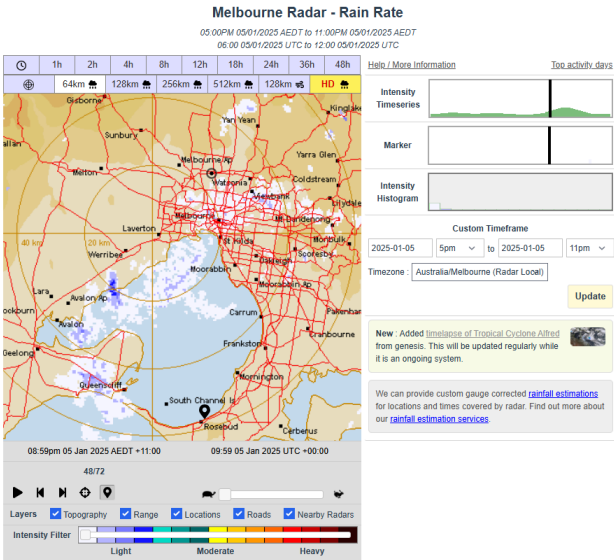 Melbourne Radar - Rain Rate
05:00PM 05/01/2025 AEDT to 11:00PM 05/01/2025 AEDT
06:00 05/01/2025 UTC to 12:00 05/01/2025 UTC
1h 2h 4h 8h 12h 18h 24h 36h 48h
64km 128km 256km 512km 128km HD
Help / More Information Top activity days
Intensity Timeseries
Marker
Intensity Histogram
Custom Timeframe
2025-01-05 5pm to 2025-01-05 11pm
Timezone : Australia/Melbourne (Radar Local)
Update
New : Added timelapse of Tropical Cyclone Alfred
from genesis. This will be updated regularly while
it is an ongoing system.
We can provide custom gauge corrected rainfall estimations
for locations and times covered by radar. Find out more about
our rainfall estimation services.
Gisborne
Kinglake
Yan Yean
Sunbury
allan
Melbourne Ap
Yarra Glen
Melton
Watsonia
Coldstream
Viewbank
Lilydale
Melbourne
Mt-Dandenong
Laverton
St Kilda
Monbulk
40 km
20 km
Werribee
Oakleigh
Scoresby
Moorabbin
Moorabbin Ap
Lara
Avalon Ap
ockburn
Carrum
Pakenhar
Avalon
Cranbourne
Geelong
Frankston
Mornington
Queenscliff
South Channel Is
Rosebud
Cerberus
08:59pm 05 Jan 2025 AEDT +11:00 09:59 05 Jan 2025 UTC +00:00
48/72
Layers Topography Range Locations Roads Nearby Radars
Intensity Filter
Light Moderate Heavy